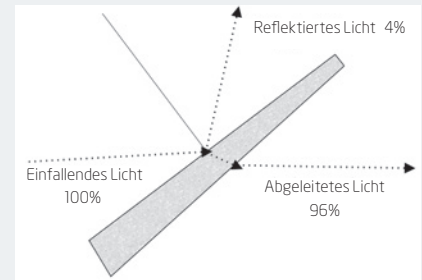 Reflektiertes Licht 4%
Einfallendes Licht
100%
Abgeleitetes Licht
96%